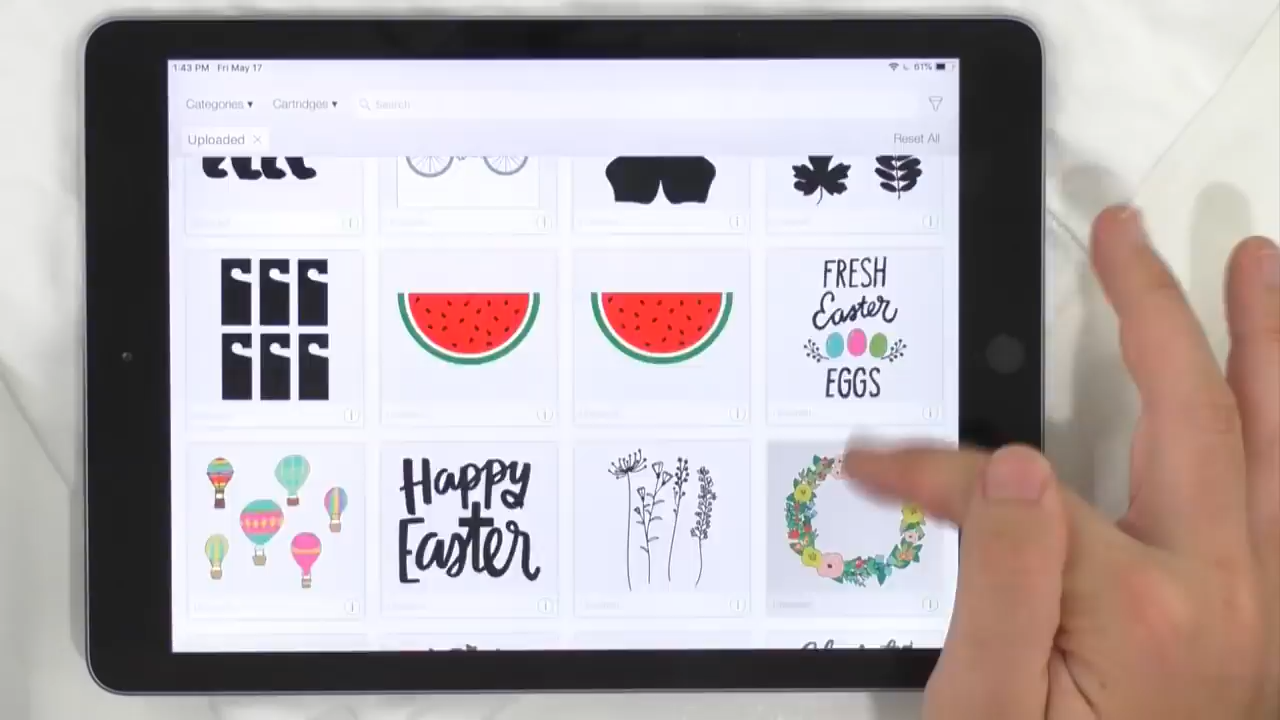 1:43 PM Fri May 17
61%
Categories ▾ Cartridges ▾ Search
Uploaded × Reset All
FRESH
Easter
EGGS
Happy
Easter